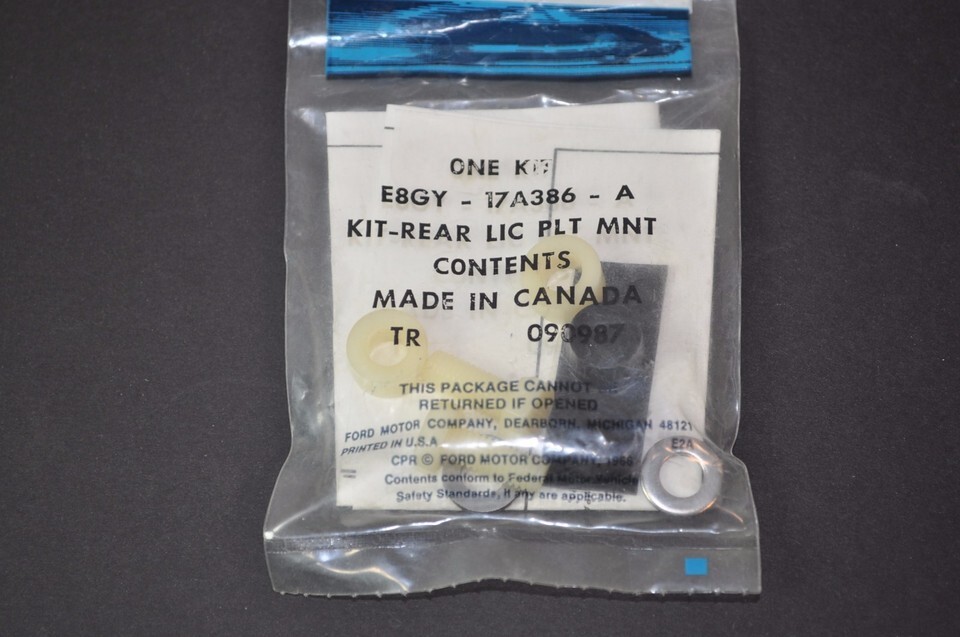 ONE KIT
E8GY - 17A386 - A
KIT-REAR LIC PLT MNT
CONTENTS
MADE IN CANADA
TR 090987
THIS PACKAGE CANNOT BE
RETURNED IF OPENED
FORD MOTOR COMPANY, DEARBORN, MICHIGAN 48121
PRINTED IN U.S.A
E2A
CPR © FORD MOTOR COMPANY, 1968
Contents conform to Federal Motor Vehicle
Safety Standards, if any are applicable.